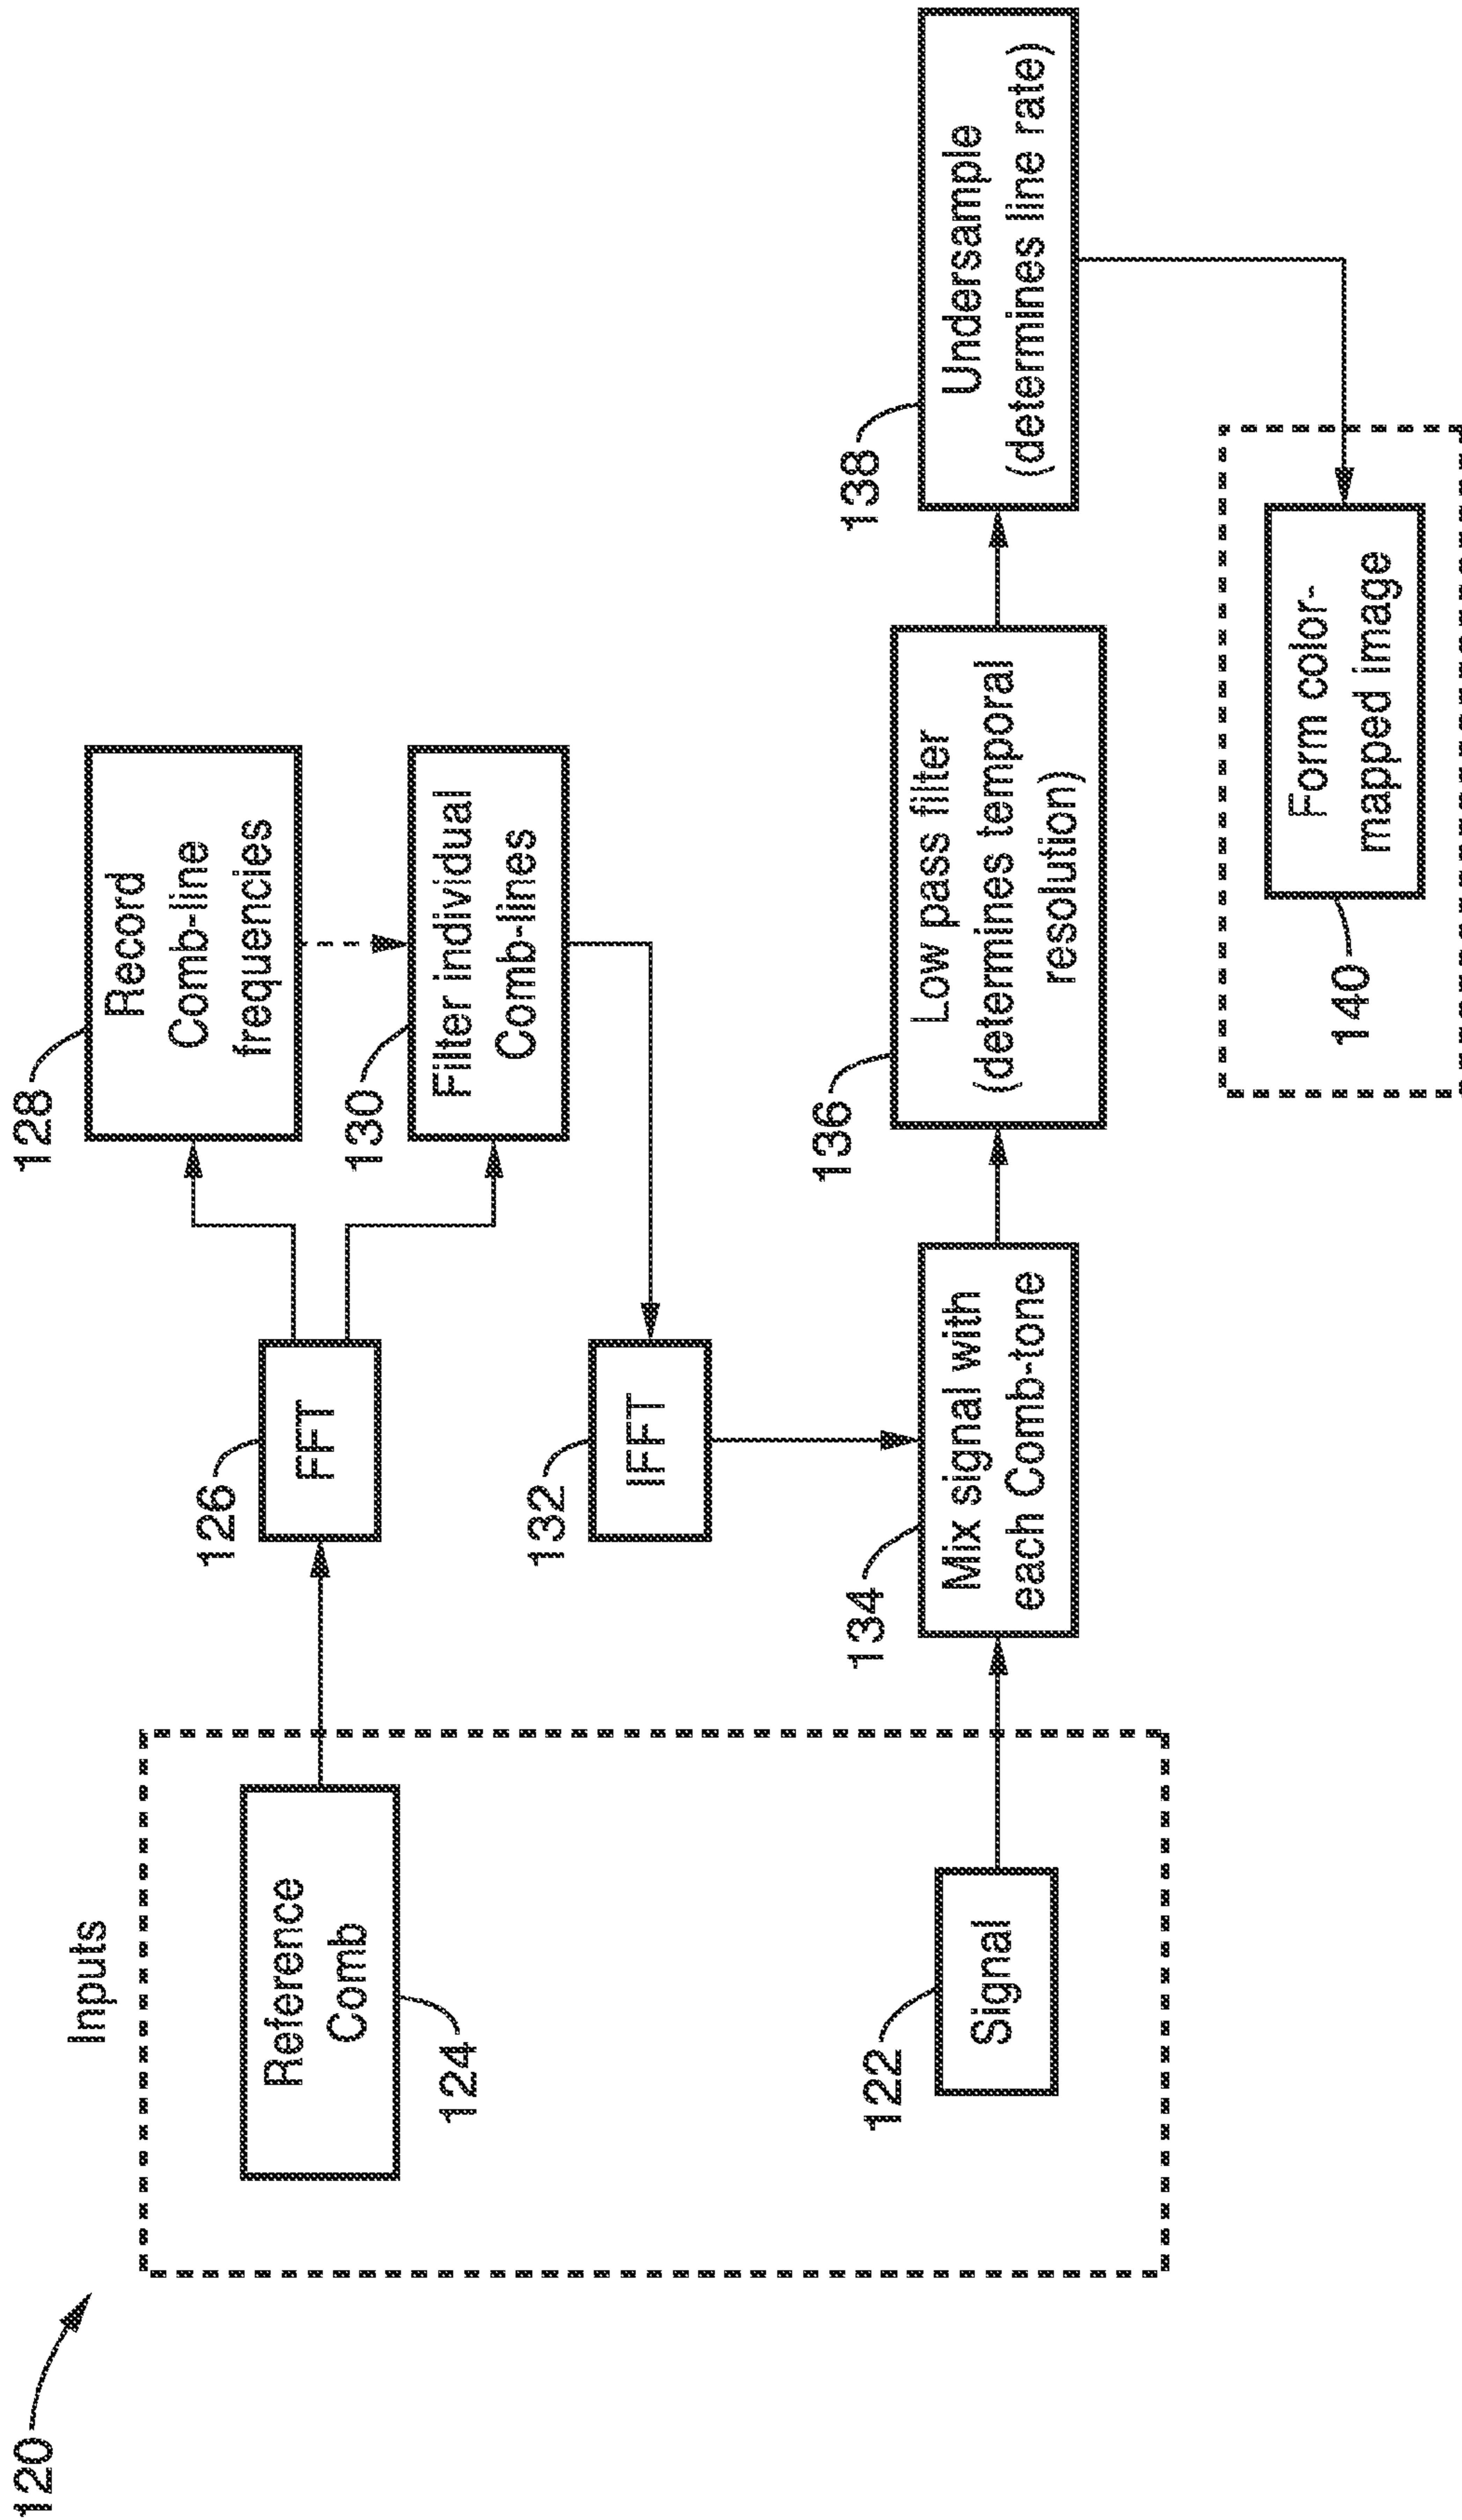 120
Inputs
Reference
Comb
124
Signal
122
126
FFT
128
Record
Comb-line
frequencies
130
Filter individual
Comb-lines
132
IFFT
134
Mix signal with
each Comb-tone
136
Low pass filter
(determines temporal
resolution)
138
Undersample
(determines line rate)
140
Form color-
mapped image